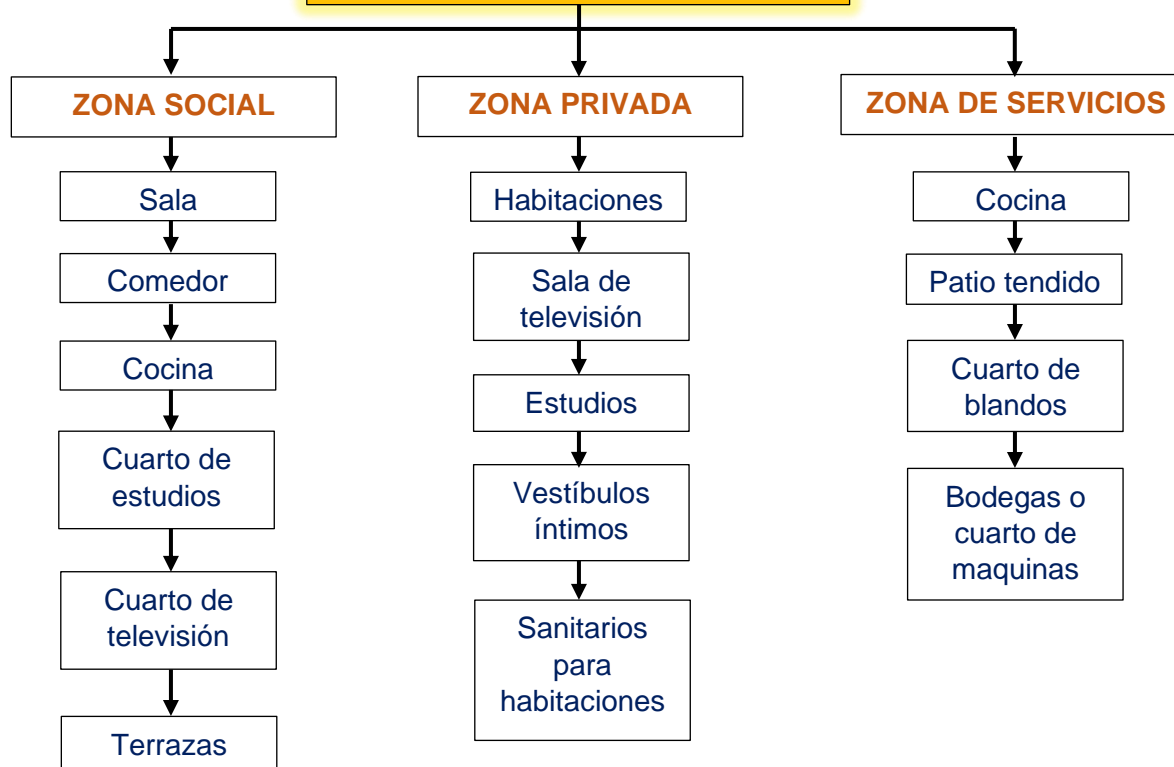 ZONA SOCIAL
Sala
Comedor
Cocina
Cuarto de
estudios
Cuarto de
televisión
Terrazas
ZONA PRIVADA
Habitaciones
Sala de
televisión
Estudios
Vestíbulos
íntimos
Sanitarios
para
habitaciones
ZONA DE SERVICIOS
Cocina
Patio tendido
Cuarto de
blandos
Bodegas o
cuarto de
maquinas